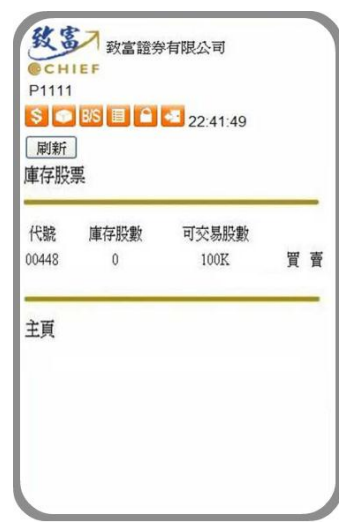 致富
CHIEF
致富證券有限公司
P1111
$ B/S 22:41:49
刷新
庫存股票
代號 庫存股數 可交易股數
00448 0 100K 買 賣
主頁